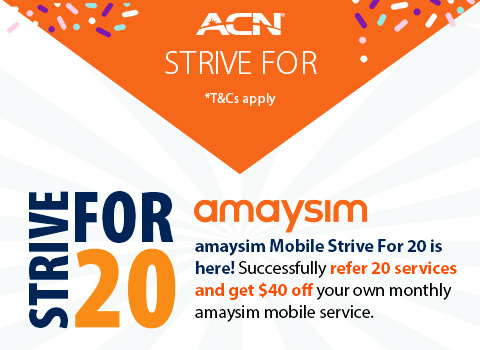 ACN
STRIVE FOR
*T&Cs apply
STRIVE
FOR
20
amaysim
amaysim Mobile Strive For 20 is
here! Successfully refer 20 services
and get $40 off your own monthly
amaysim mobile service.